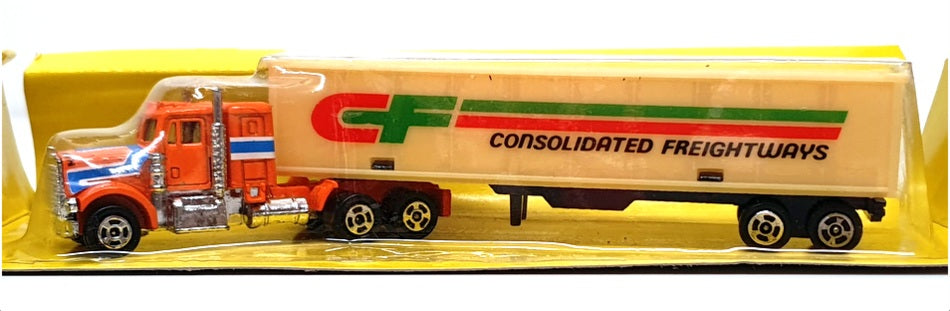 CF
CONSOLIDATED FREIGHTWAYS